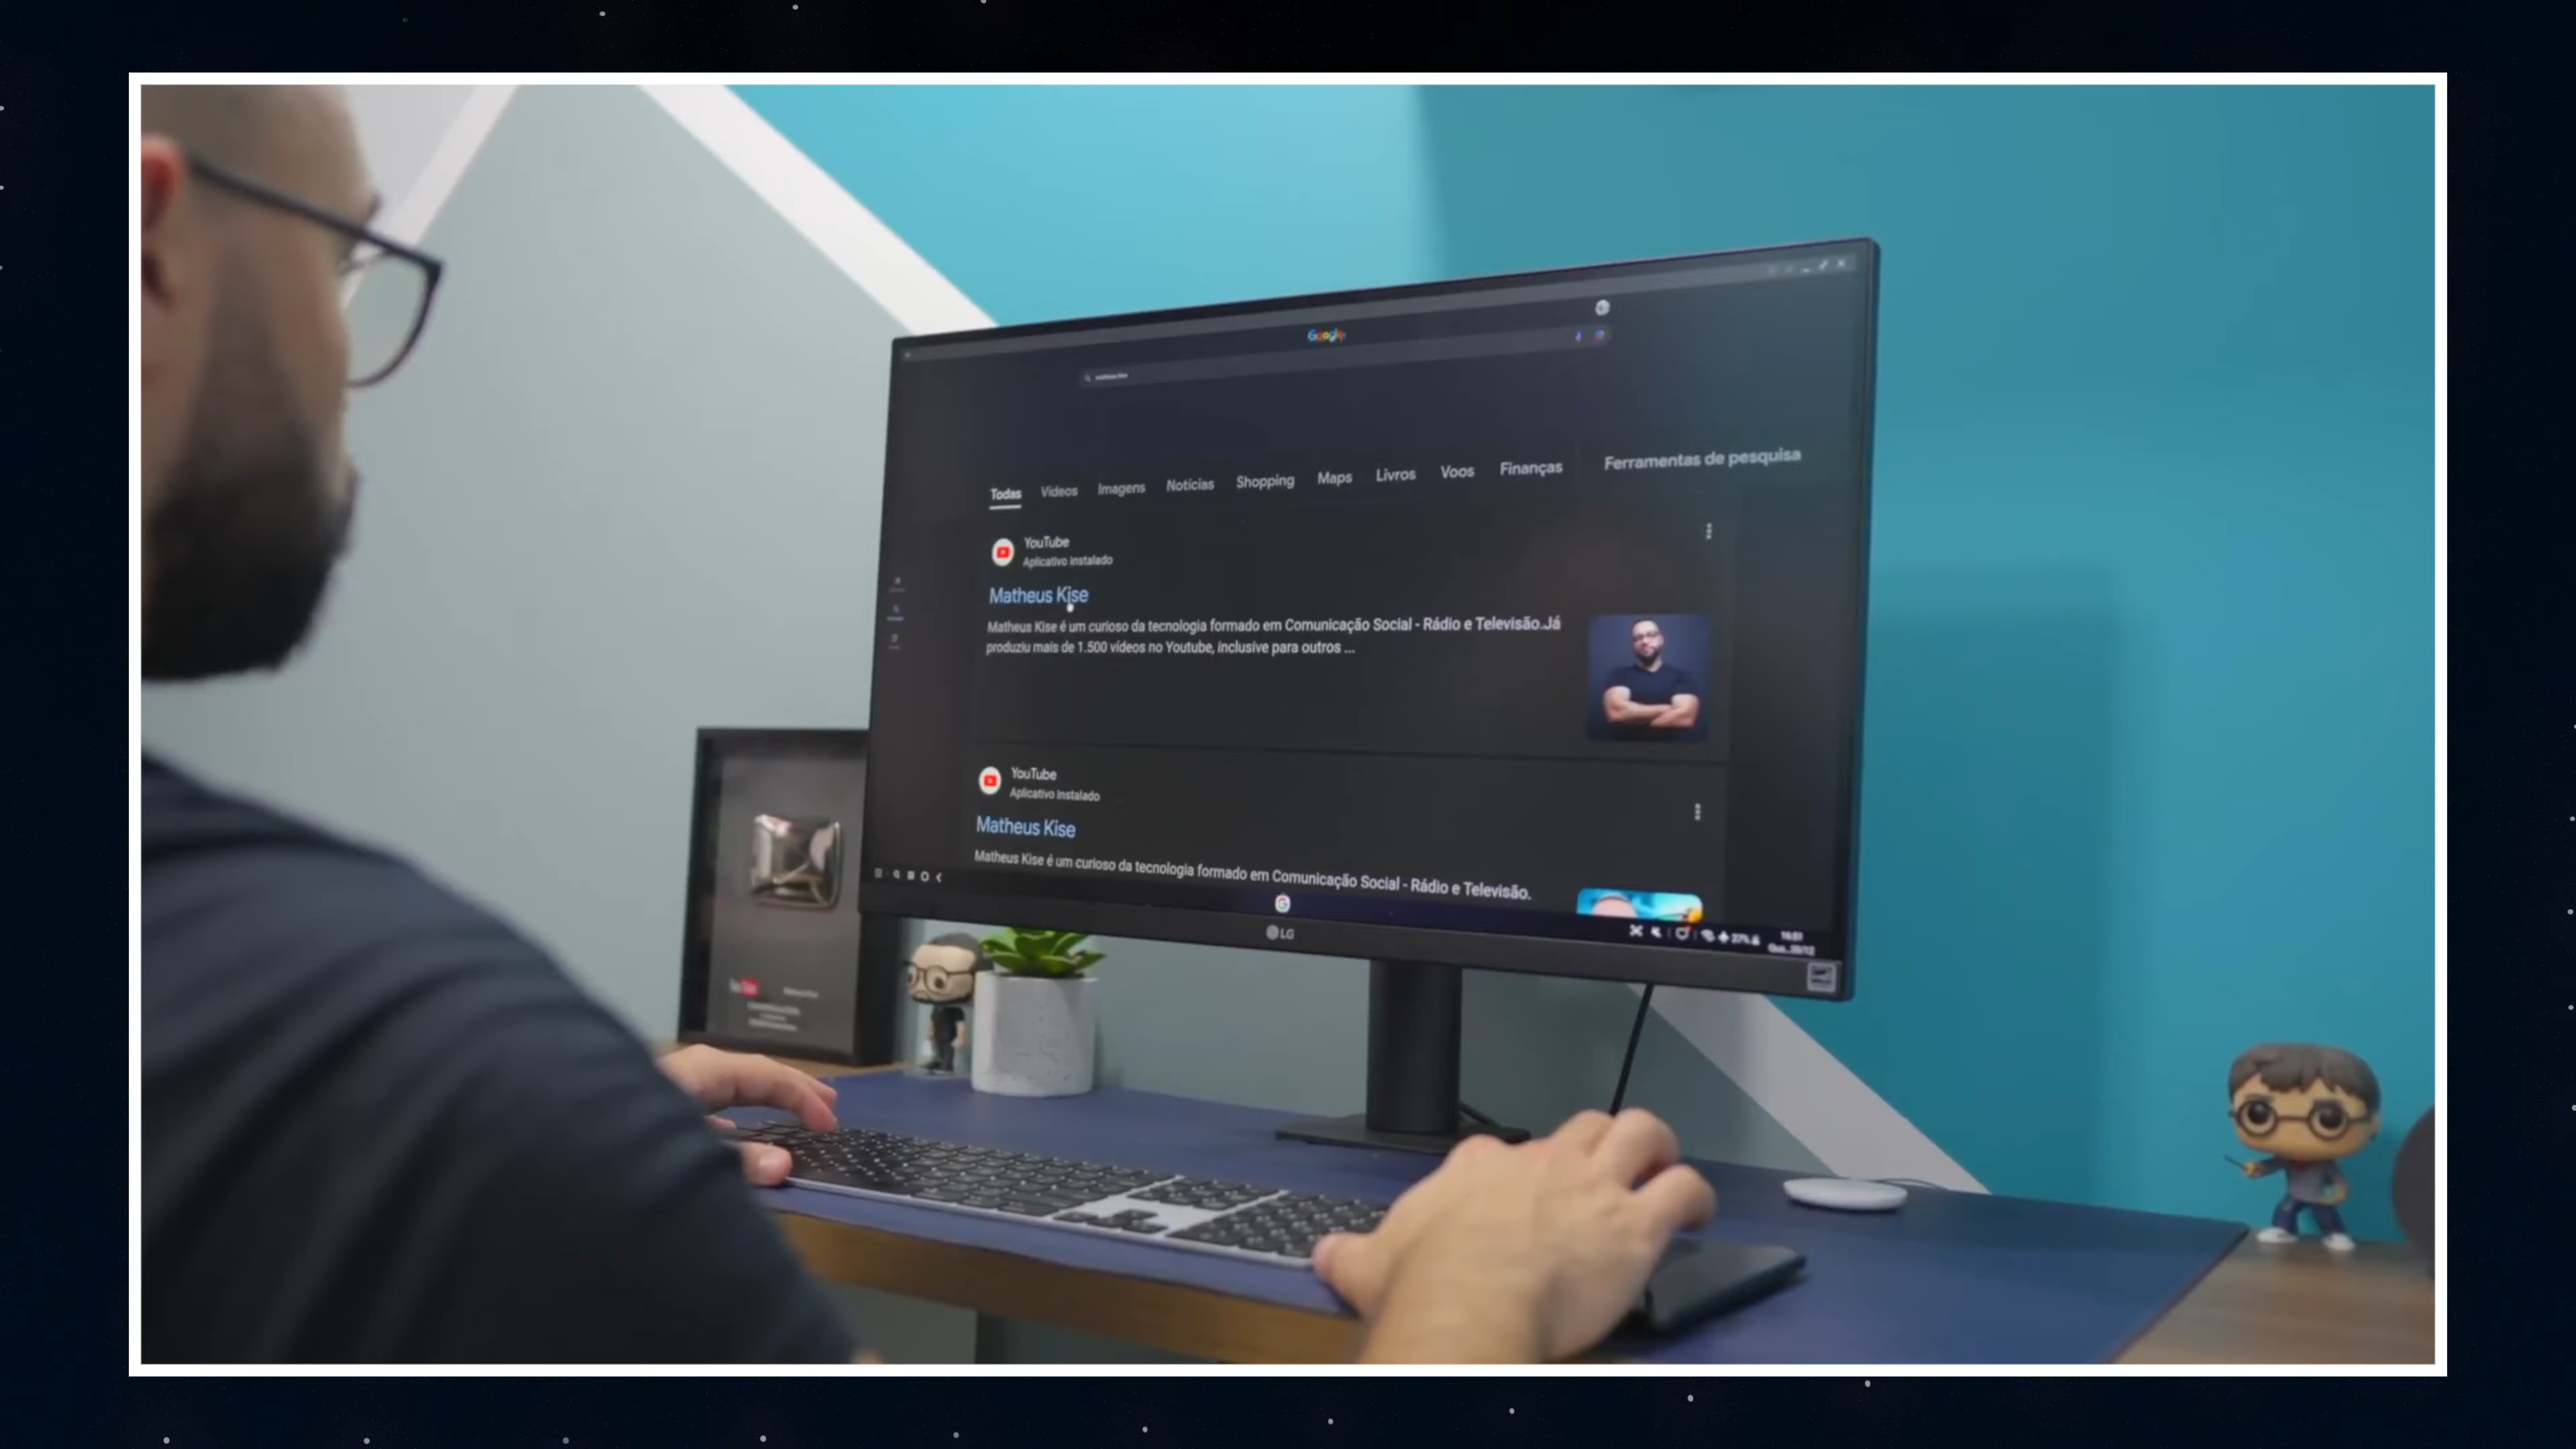 Google
matheus kise
Todas Vídeos Imagens Notícias Shopping Maps Livros Voos Finanças Ferramentas de pesquisa
YouTube
Aplicativo instalado
Matheus Kise
Matheus Kise é um curioso da tecnologia formado em Comunicação Social - Rádio e Televisão.Já
produziu mais de 1.500 vídeos no Youtube, inclusive para outros ...
YouTube
Aplicativo instalado
Matheus Kise
Matheus Kise é um curioso da tecnologia formado em Comunicação Social - Rádio e Televisão.
LG